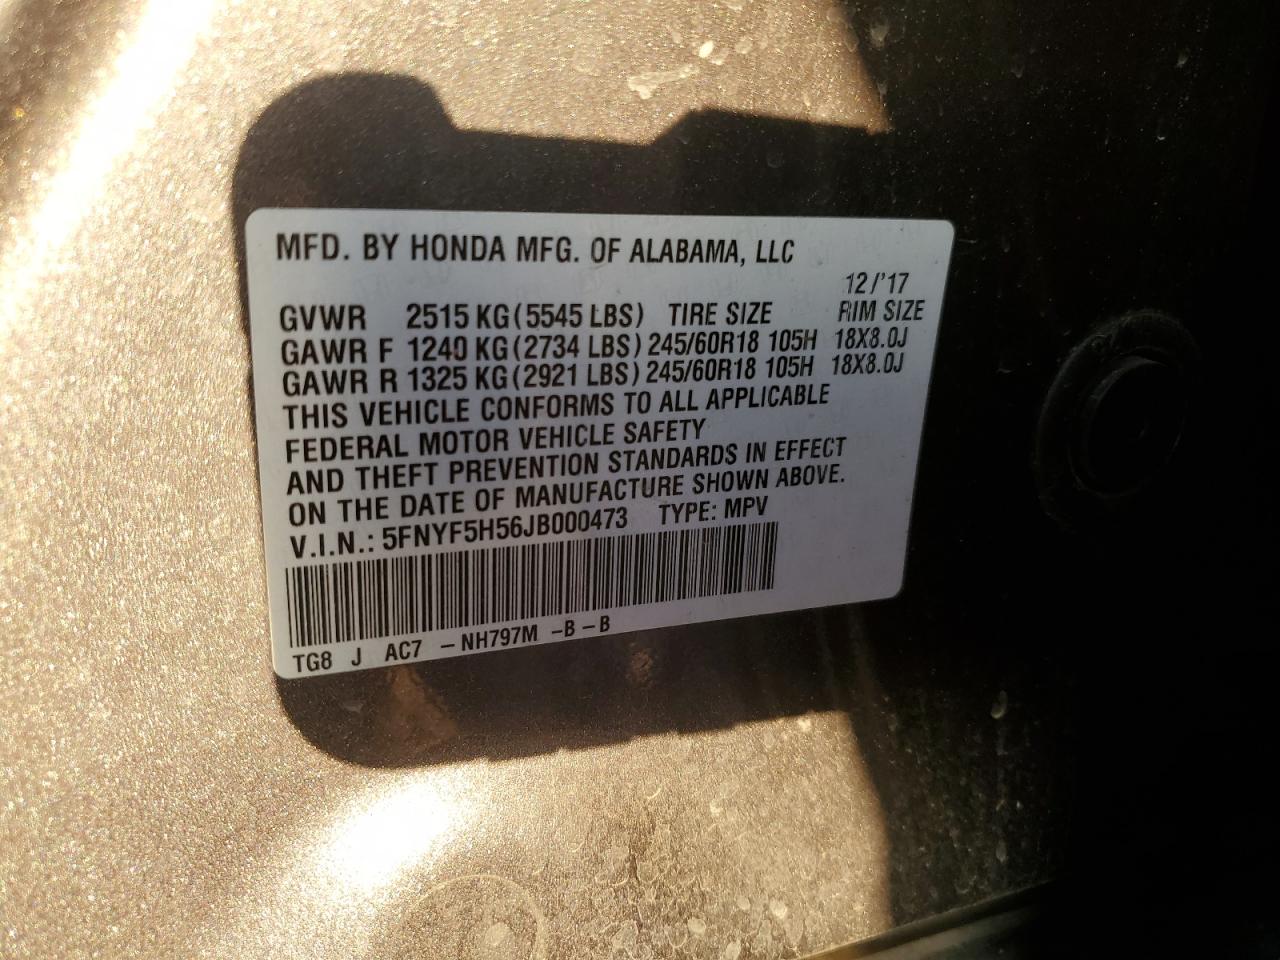 MFD. BY HONDA MFG. OF ALABAMA, LLC
12/'17
GVWR 2515 KG(5545 LBS) TIRE SIZE RIM SIZE
GAWR F 1240 KG(2734 LBS) 245/60R18 105H 18X8.0J
GAWR R 1325 KG(2921 LBS) 245/60R18 105H 18X8.0J
THIS VEHICLE CONFORMS TO ALL APPLICABLE
FEDERAL MOTOR VEHICLE SAFETY
AND THEFT PREVENTION STANDARDS IN EFFECT
ON THE DATE OF MANUFACTURE SHOWN ABOVE.
V.I.N.: 5FNYF5H56JB000473 TYPE: MPV
TG8 J AC7 -NH797M -B-B